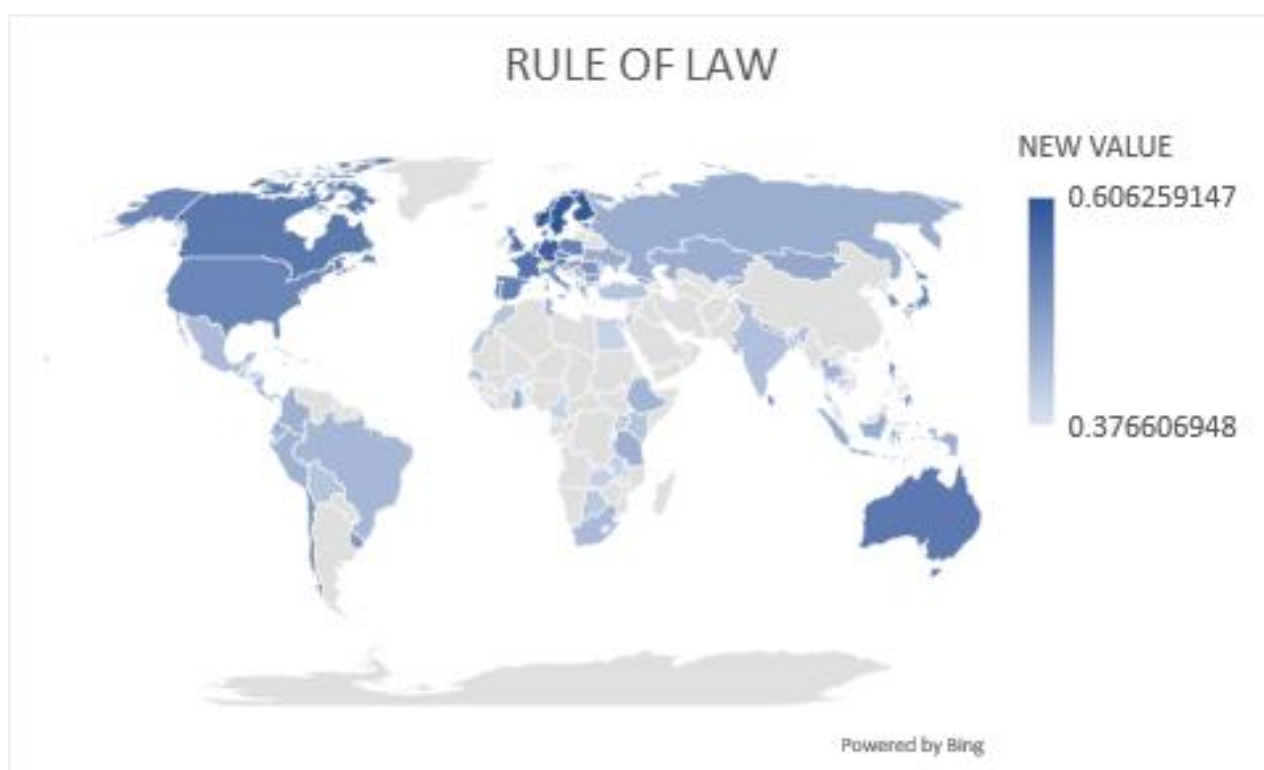 RULE OF LAW
NEW VALUE
0.606259147
0.376606948
Powered by Bing